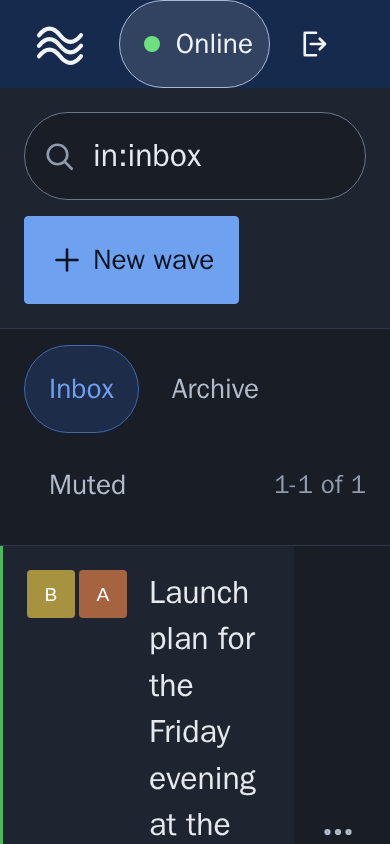 Online
in:inbox
New wave
Inbox Archive
Muted 1-1 of 1
B A Launch
plan for
the
Friday
evening
at the